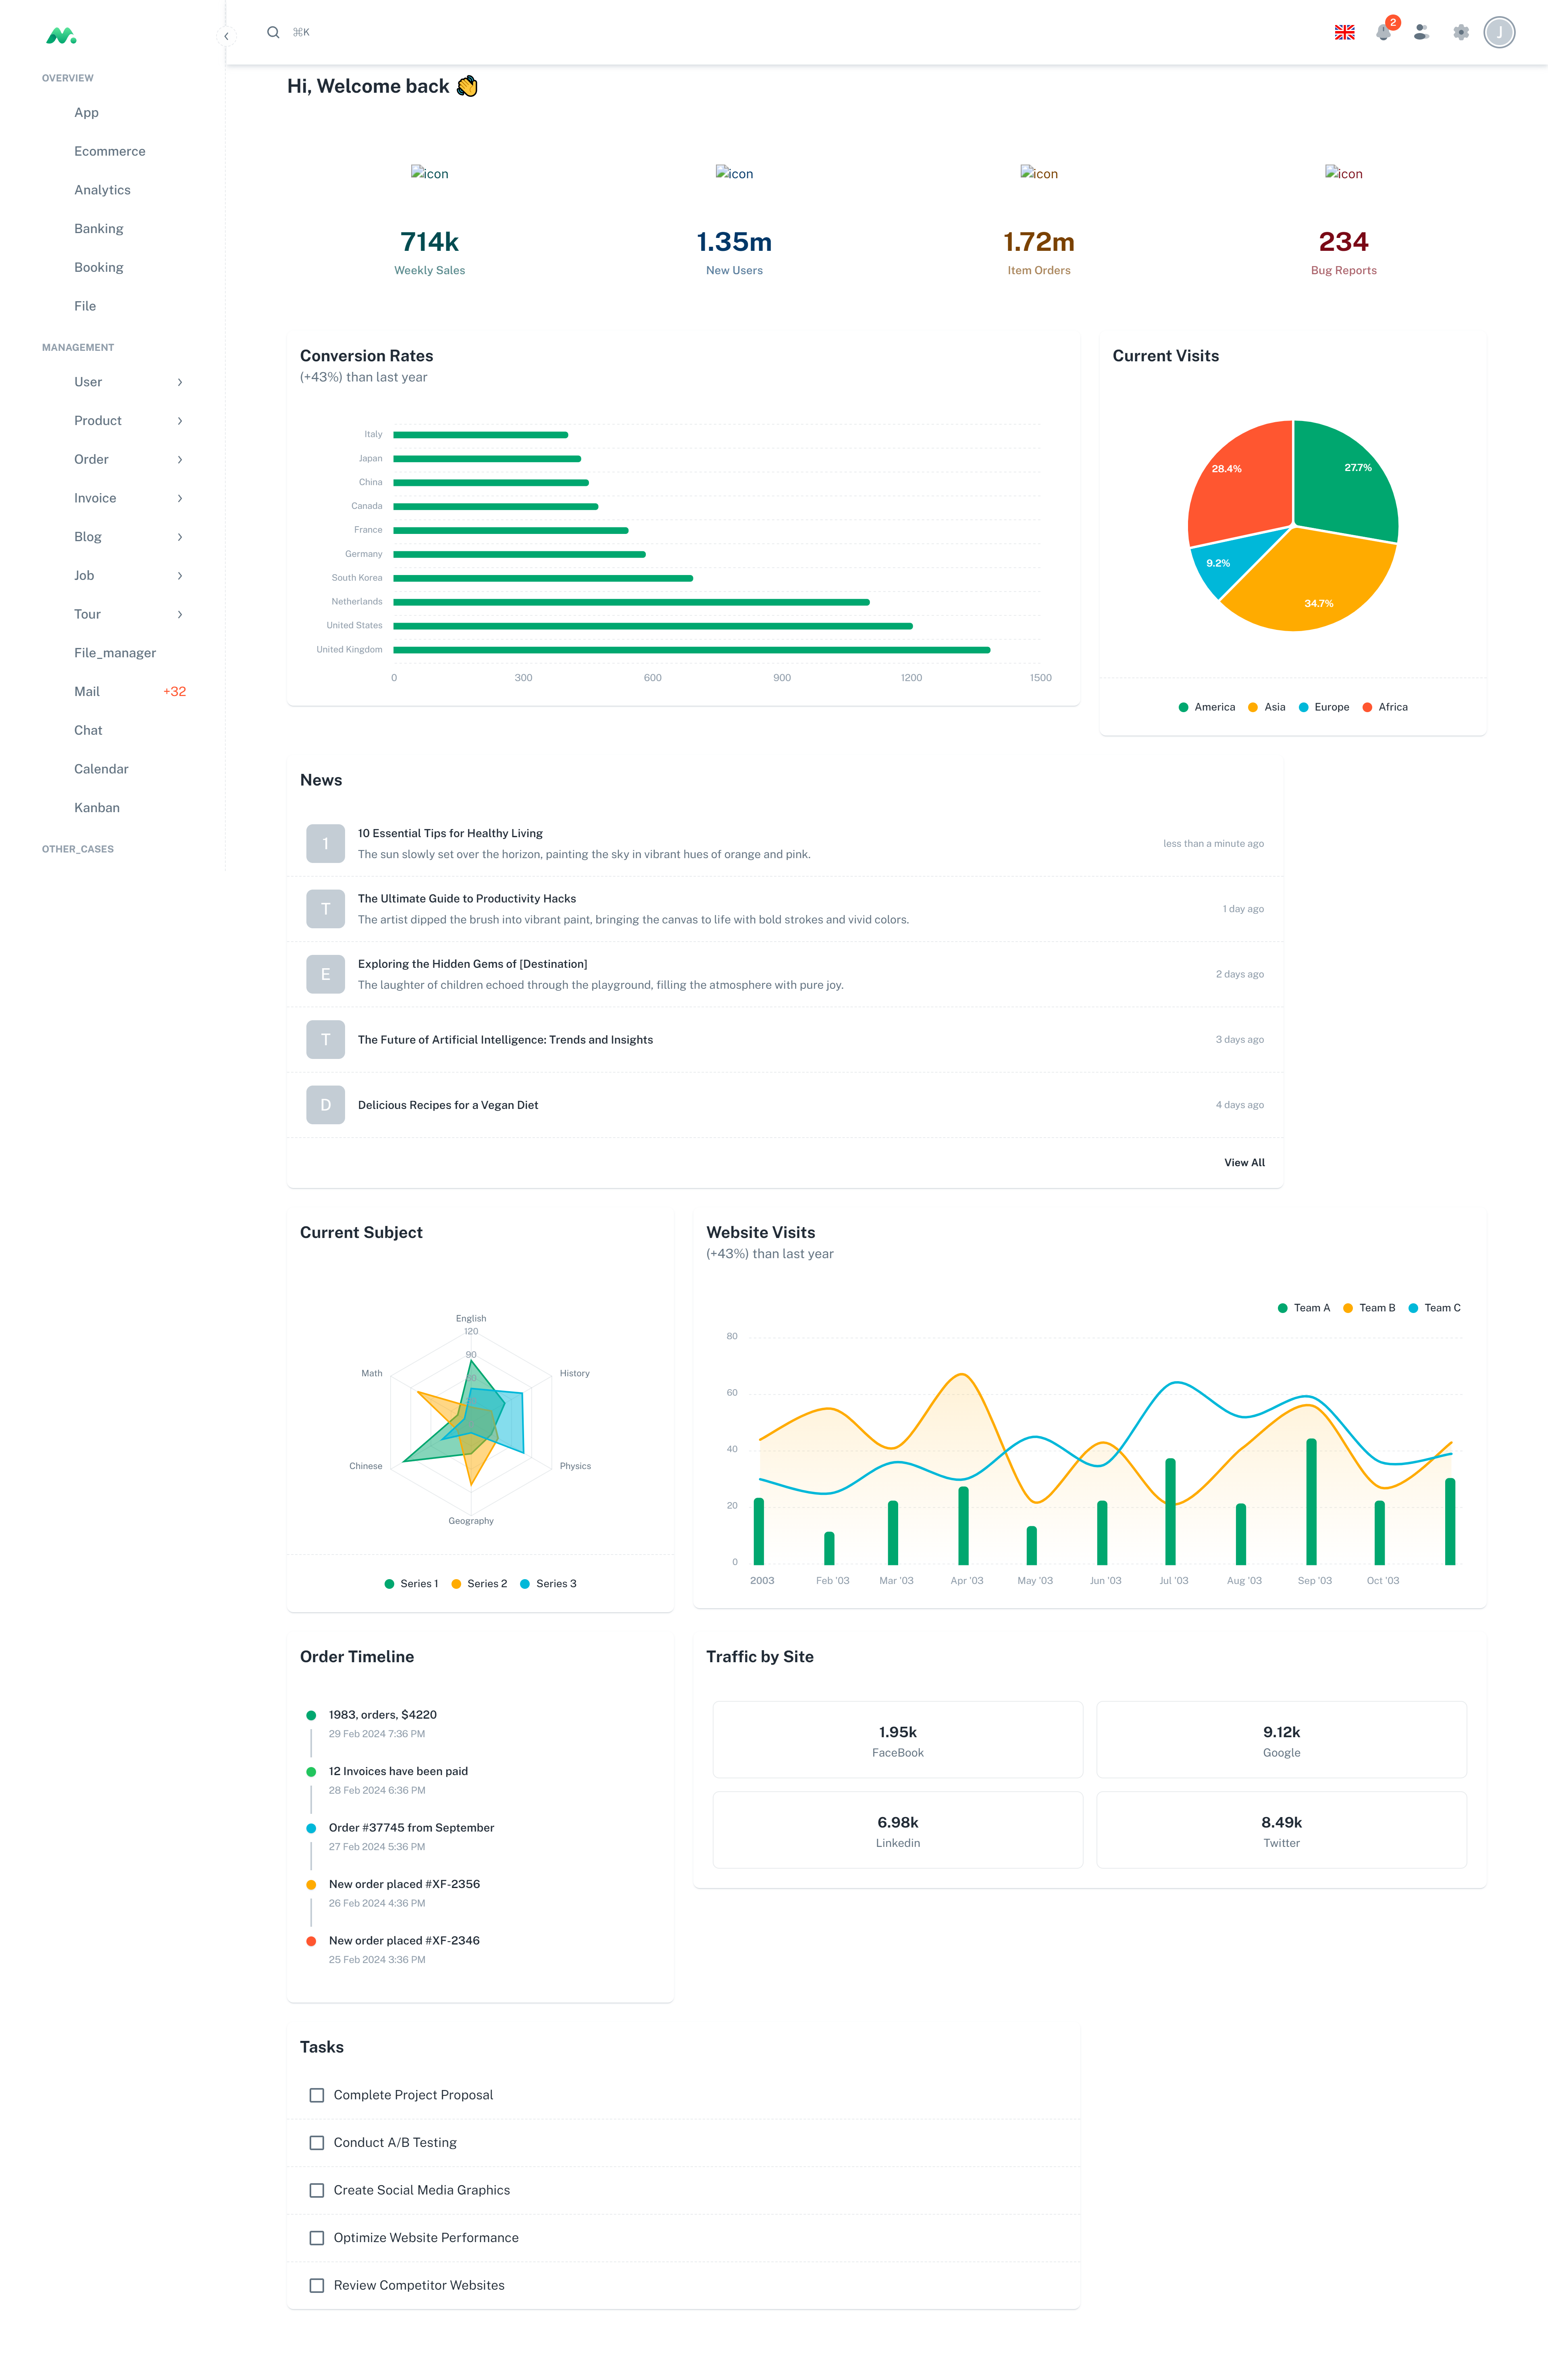 ⌘K
2
J
OVERVIEW
App
Ecommerce
Analytics
Banking
Booking
File
MANAGEMENT
User
Product
Order
Invoice
Blog
Job
Tour
File_manager
Mail +32
Chat
Calendar
Kanban
OTHER_CASES
Hi, Welcome back 👋
icon
714k
Weekly Sales
icon
1.35m
New Users
icon
1.72m
Item Orders
icon
234
Bug Reports
Conversion Rates
(+43%) than last year
Italy
Japan
China
Canada
France
Germany
South Korea
Netherlands
United States
United Kingdom
0 300 600 900 1200 1500
Current Visits
28.4% 27.7%
9.2%
34.7%
America Asia Europe Africa
News
1
10 Essential Tips for Healthy Living
The sun slowly set over the horizon, painting the sky in vibrant hues of orange and pink.
less than a minute ago
T
The Ultimate Guide to Productivity Hacks
The artist dipped the brush into vibrant paint, bringing the canvas to life with bold strokes and vivid colors.
1 day ago
E
Exploring the Hidden Gems of [Destination]
The laughter of children echoed through the playground, filling the atmosphere with pure joy.
2 days ago
T
The Future of Artificial Intelligence: Trends and Insights
3 days ago
D
Delicious Recipes for a Vegan Diet
4 days ago
View All
Current Subject
English
120
90
Math
History
Chinese
Physics
Geography
Series 1 Series 2 Series 3
Website Visits
(+43%) than last year
Team A Team B Team C
80
60
40
20
0
2003 Feb '03 Mar '03 Apr '03 May '03 Jun '03 Jul '03 Aug '03 Sep '03 Oct '03
Order Timeline
1983, orders, $4220
29 Feb 2024 7:36 PM
12 Invoices have been paid
28 Feb 2024 6:36 PM
Order #37745 from September
27 Feb 2024 5:36 PM
New order placed #XF-2356
26 Feb 2024 4:36 PM
New order placed #XF-2346
25 Feb 2024 3:36 PM
Traffic by Site
1.95k
FaceBook
9.12k
Google
6.98k
Linkedin
8.49k
Twitter
Tasks
Complete Project Proposal
Conduct A/B Testing
Create Social Media Graphics
Optimize Website Performance
Review Competitor Websites